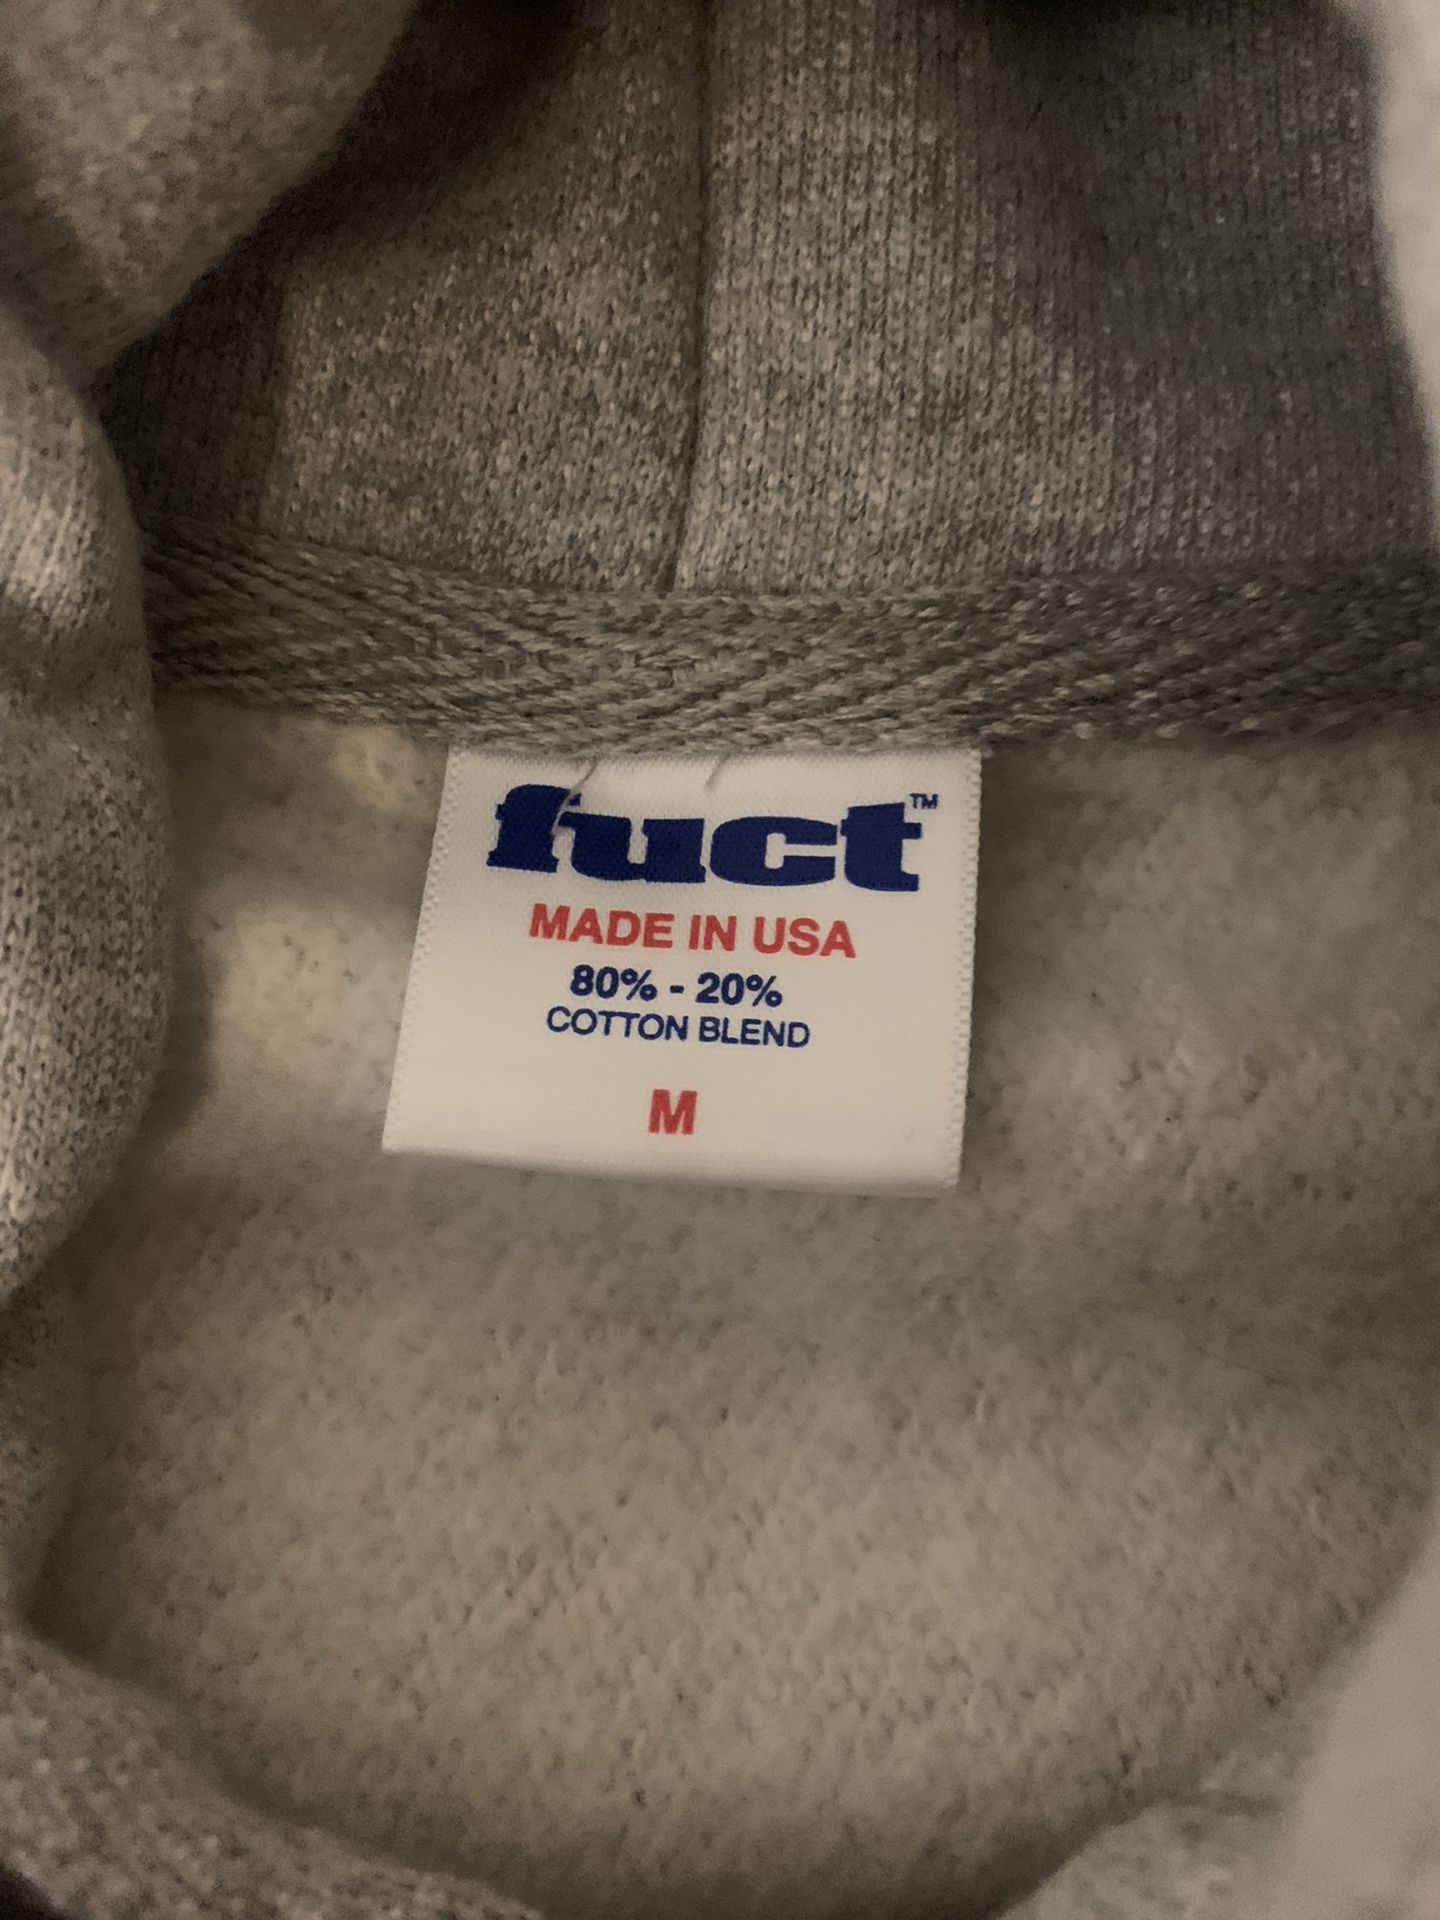 fuct™
MADE IN USA
80% - 20%
COTTON BLEND
M